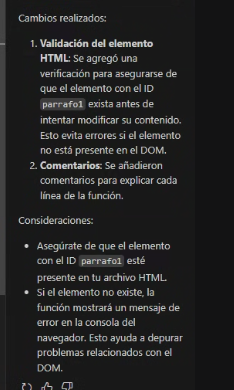 Cambios realizados:
1. Validación del elemento
HTML: Se agregó una
verificación para asegurarse de
que el elemento con el ID
parrafo1 exista antes de
intentar modificar su contenido.
Esto evita errores si el elemento
no está presente en el DOM.
2. Comentarios: Se añadieron
comentarios para explicar cada
línea de la función.
Consideraciones:
• Asegúrate de que el elemento
con el ID parrafo1 esté
presente en tu archivo HTML.
• Si el elemento no existe, la
función mostrará un mensaje de
error en la consola del
navegador. Esto ayuda a depurar
problemas relacionados con el
DOM.